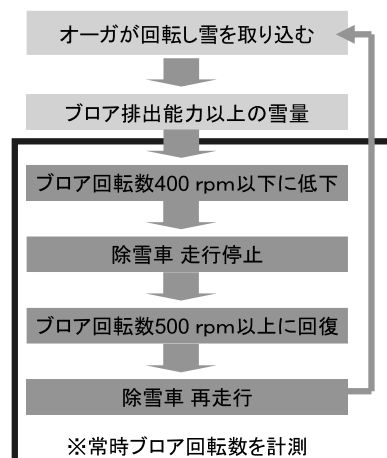 オーガが回転し雪を取り込む
ブロア排出能力以上の雪量
ブロア回転数400 rpm以下に低下
除雪車 走行停止
ブロア回転数500 rpm以上に回復
除雪車 再走行
※常時ブロア回転数を計測